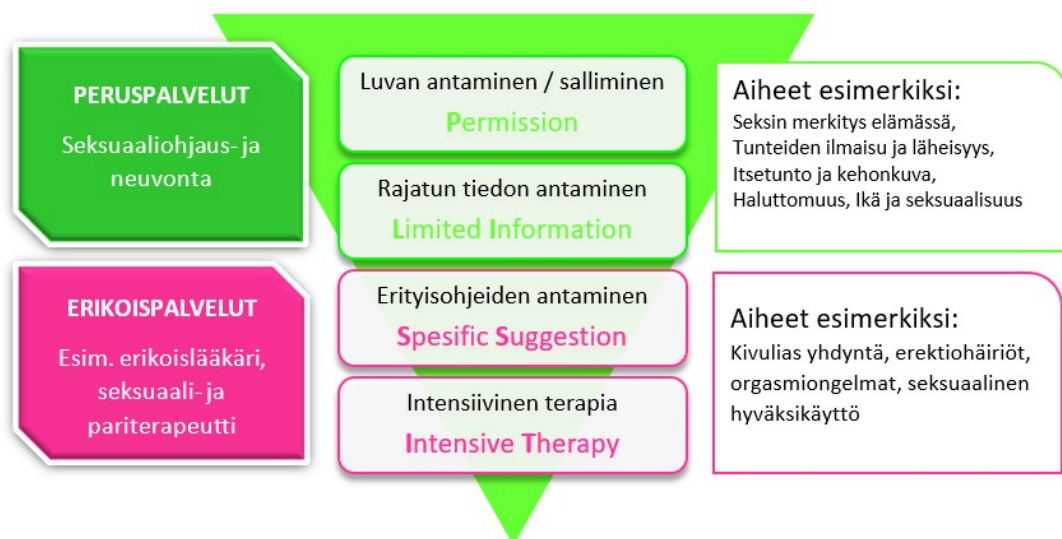 PERUSPALVELUT
Seksuaaliohjaus- ja
neuvonta
Luvan antaminen / salliminen
Permission
Rajatun tiedon antaminen
Limited Information
Aiheet esimerkiksi:
Seksin merkitys elämässä,
Tunteiden ilmaisu ja läheisyys,
Itsetunto ja kehonkuva,
Haluttomuus, Ikä ja seksuaalisuus
ERIKOISPALVELUT
Esim. erikoislääkäri,
seksuaali- ja
pariterapeutti
Erityisohjeiden antaminen
Spesific Suggestion
Intensiivinen terapia
Intensive Therapy
Aiheet esimerkiksi:
Kivulias yhdyntä, erektiohäiriöt,
orgasmiongelmat, seksuaalinen
hyväksikäyttö